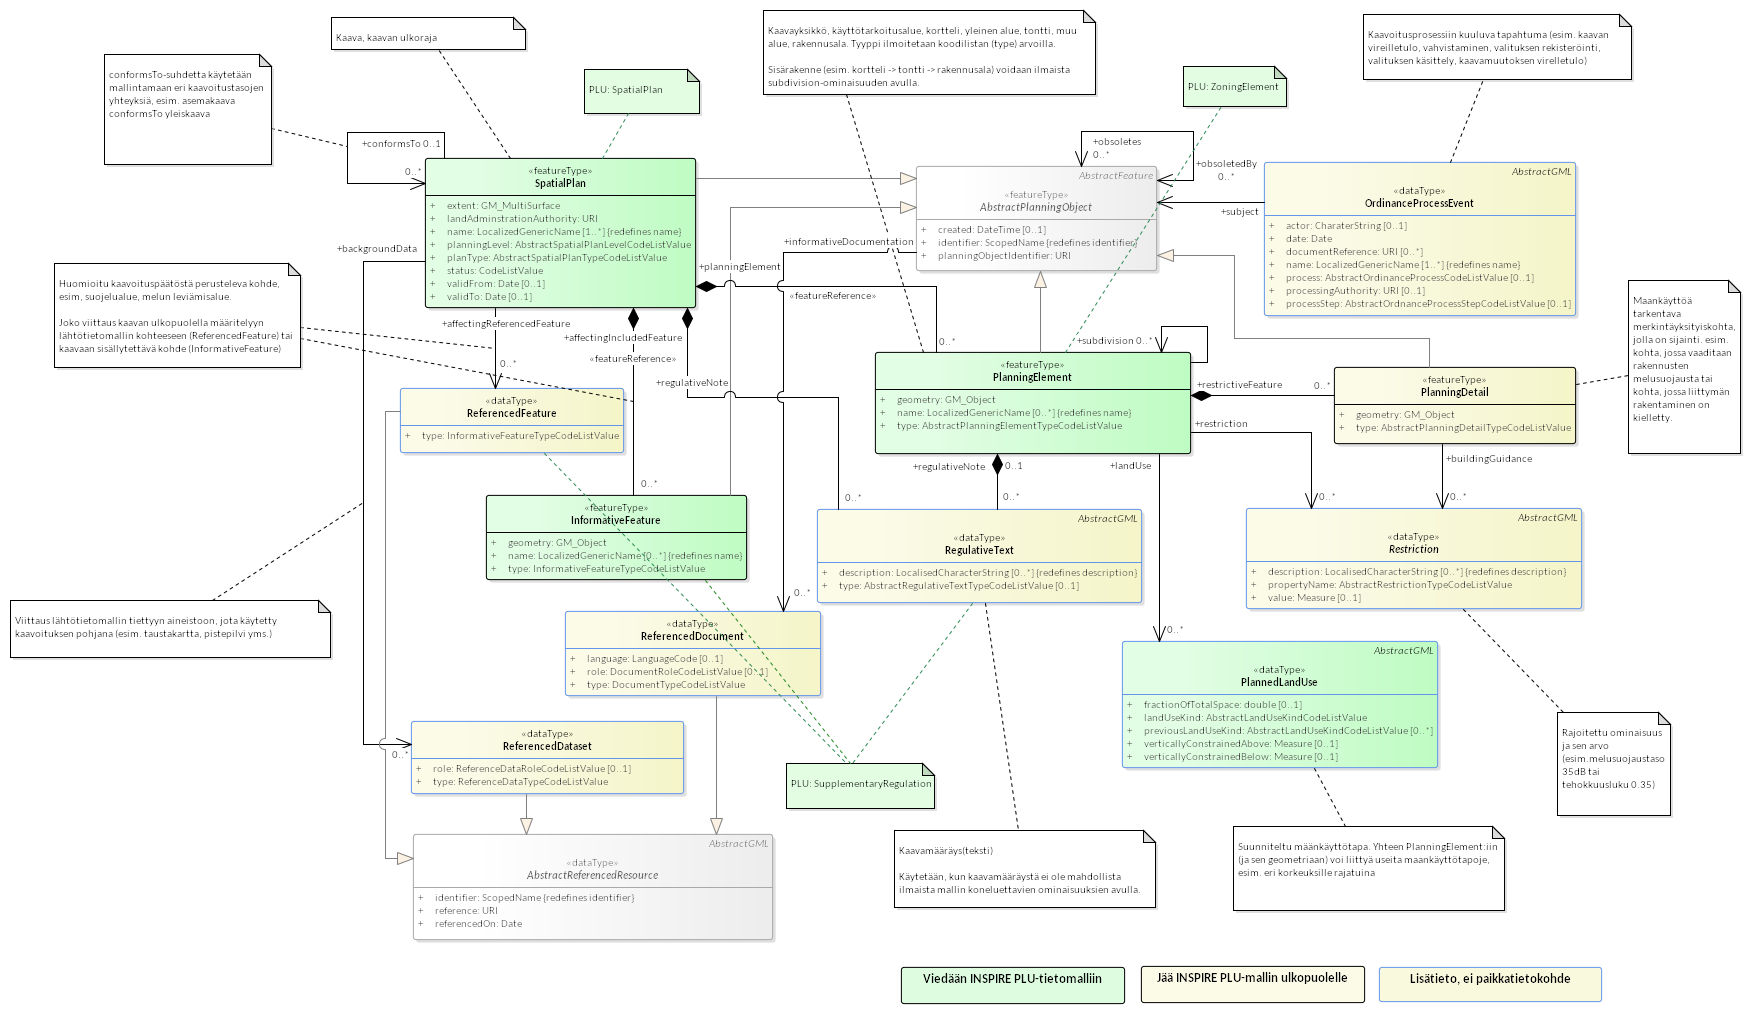 Kaava, kaavan ulkoraja
conformsTo-suhdetta käytetään
mallintamaan eri kaavoitustasojen
yhteyksiä, esim. asemakaava
conformsTo yleiskaava
PLU: SpatialPlan
Kaavayksikkö, käyttötarkoitusalue, kortteli, yleinen alue, tontti, muu
alue, rakennusala. Tyyppi ilmoitetaan koodilistan (type) arvoilla.
Sisärakenne (esim. kortteli -> tontti -> rakennusala) voidaan ilmaista
subdivision-ominaisuuden avulla.
PLU: ZoningElement
Kaavoitusprosessiin kuuluva tapahtuma (esim. kaavan
vireilletulo, vahvistaminen, valituksen rekisteröinti,
valituksen käsittely, kaavamuutoksen virelletulo)
+conformsTo 0..1
0..*
«featureType»
SpatialPlan
+ extent: GM_MultiSurface
+ landAdminstrationAuthority: URI
+ name: LocalizedGenericName [1..*] {redefines name}
+ planningLevel: AbstractSpatialPlanLevelCodeListValue
+ planType: AbstractSpatialPlanTypeCodeListValue
+ status: CodeListValue
+ validFrom: Date [0..1]
+ validTo: Date [0..1]
+obsoletes
0..*
+obsoletedBy
0..*
AbstractFeature
«featureType»
AbstractPlanningObject
+ created: DateTime [0..1]
+ identifier: ScopedName {redefines identifier}
+ planningObjectIdentifier: URI
+subject
AbstractGML
«dataType»
OrdinanceProcessEvent
+ actor: CharaterString [0..1]
+ date: Date
+ documentReference: URI [0..*]
+ name: LocalizedGenericName [1..*] {redefines name}
+ process: AbstractOrdinanceProcessCodeListValue [0..1]
+ processingAuthority: URI [0..1]
+ processStep: AbstractOrdnanceProcessStepCodeListValue [0..1]
+backgroundData
+informativeDocumentation
+planningElement
«featureReference»
0..*
Huomioitu kaavoituspäätöstä perusteleva kohde,
esim, suojelualue, melun leviämisalue.
Joko viittaus kaavan ulkopuolella määritelyyn
lähtötietomallin kohteeseen (ReferencedFeature) tai
kaavaan sisällytettävä kohde (InformativeFeature)
+affectingReferencedFeature
0..*
+affectingIncludedFeature
«featureReference»
0..*
+regulativeNote
0..*
+subdivision 0..*
Maankäyttöä
tarkentava
merkintäyksityiskohta,
jolla on sijainti. esim.
kohta, jossa vaaditaan
rakennusten
melusuojausta tai
kohta, jossa liittymän
rakentaminen on
kielletty.
«dataType»
ReferencedFeature
+ type: InformativeFeatureTypeCodeListValue
«featureType»
PlanningElement
+ geometry: GM_Object
+ name: LocalizedGenericName [0..*] {redefines name}
+ type: AbstractPlanningElementTypeCodeListValue
+restrictiveFeature 0..*
«featureType»
PlanningDetail
+ geometry: GM_Object
+ type: AbstractPlanningDetailTypeCodeListValue
+restriction
0..*
+buildingGuidance
0..*
+regulativeNote 0..1
0..*
+landUse
0..*
«featureType»
InformativeFeature
+ geometry: GM_Object
+ name: LocalizedGenericName [0..*] {redefines name}
+ type: InformativeFeatureTypeCodeListValue
AbstractGML
«dataType»
RegulativeText
+ description: LocalisedCharacterString [0..*] {redefines description}
+ type: AbstractRegulativeTextTypeCodeListValue [0..1]
AbstractGML
«dataType»
Restriction
+ description: LocalisedCharacterString [0..*] {redefines description}
+ propertyName: AbstractRestrictionTypeCodeListValue
+ value: Measure [0..1]
Viittaus lähtötietomallin tiettyyn aineistoon, jota käytetty
kaavoituksen pohjana (esim. taustakartta, pistepilvi yms.)
0..*
«dataType»
ReferencedDocument
+ language: LanguageCode [0..1]
+ role: DocumentRoleCodeListValue [0..1]
+ type: DocumentTypeCodeListValue
AbstractGML
«dataType»
PlannedLandUse
+ fractionOfTotalSpace: double [0..1]
+ landUseKind: AbstractLandUseKindCodeListValue
+ previousLandUseKind: AbstractLandUseKindCodeListValue [0..*]
+ verticallyConstrainedAbove: Measure [0..1]
+ verticallyConstrainedBelow: Measure [0..1]
0..*
«dataType»
ReferencedDataset
+ role: ReferenceDataRoleCodeListValue [0..1]
+ type: ReferenceDataTypeCodeListValue
PLU: SupplementaryRegulation
Rajoitettu ominaisuus
ja sen arvo
(esim.melusuojaustaso
35dB tai
tehokkuusluku 0.35)
AbstractGML
«dataType»
AbstractReferencedResource
+ identifier: ScopedName {redefines identifier}
+ reference: URI
+ referencedOn: Date
Kaavamääräys(teksti)
Käytetään, kun kaavamääräystä ei ole mahdollista
ilmaista mallin koneluettavien ominaisuuksien avulla.
Suunniteltu määnkäyttötapa. Yhteen PlanningElement:iin
(ja sen geometriaan) voi liittyä useita maankäyttötapoje,
esim. eri korkeuksille rajatuina
Viedään INSPIRE PLU-tietomalliin
Jää INSPIRE PLU-mallin ulkopuolelle
Lisätieto, ei paikkatietokohde